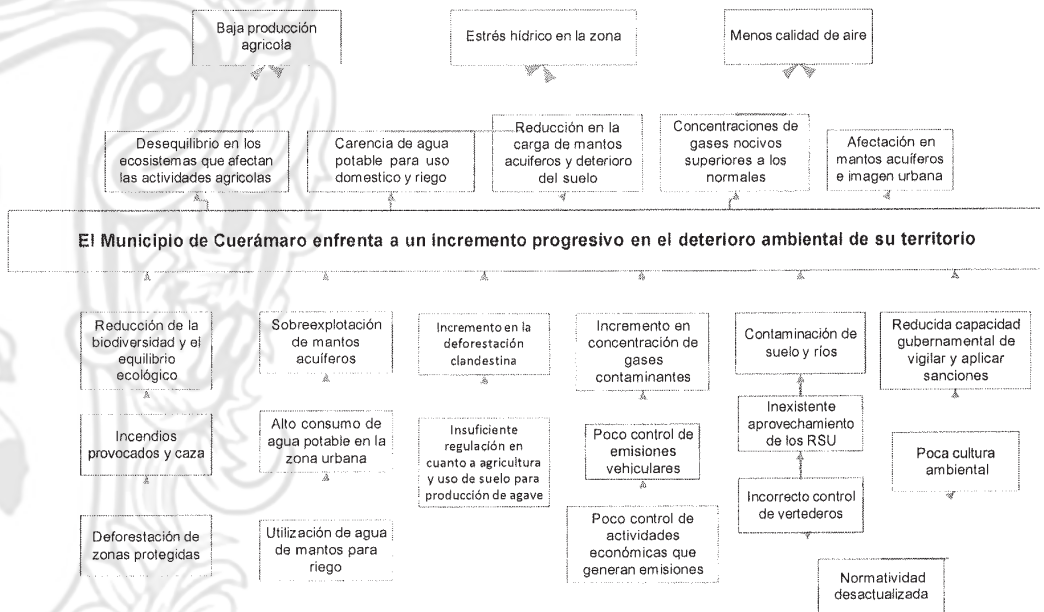 Baja producción
agricola
Estrés hídrico en la zona
Menos calidad de aire
Desequilibrio en los
ecosistemas que afectan
las actividades agricolas
Carencia de agua
potable para uso
domestico y riego
Reducción en la
carga de mantos
acuiferos y deterioro
del suelo
Concentraciones de
gases nocivos
superiores a los
normales
Afectación en
mantos acuíferos
e imagen urbana
El Municipio de Cuerámaro enfrenta a un incremento progresivo en el deterioro ambiental de su territorio
Reducción de la
biodiversidad y el
equilibrio
ecológico
Sobreexplotación
de mantos
acuíferos
Incremento en la
deforestación
clandestina
Incremento en
concentración de
gases
contaminantes
Contaminación de
suelo y ríos
Reducida capacidad
gubernamental de
vigilar y aplicar
sanciones
Incendios
provocados y caza
Alto consumo de
agua potable en la
zona urbana
Insuficiente
regulación en
cuanto a agricultura
y uso de suelo para
producción de agave
Poco control de
emisiones
vehiculares
Inexistente
aprovechamiento
de los RSU
Poca cultura
ambiental
Deforestación de
zonas protegidas
Utilización de agua
de mantos para
riego
Poco control de
actividades
económicas que
generan emisiones
Incorrecto control
de vertederos
Normatividad
desactualizada